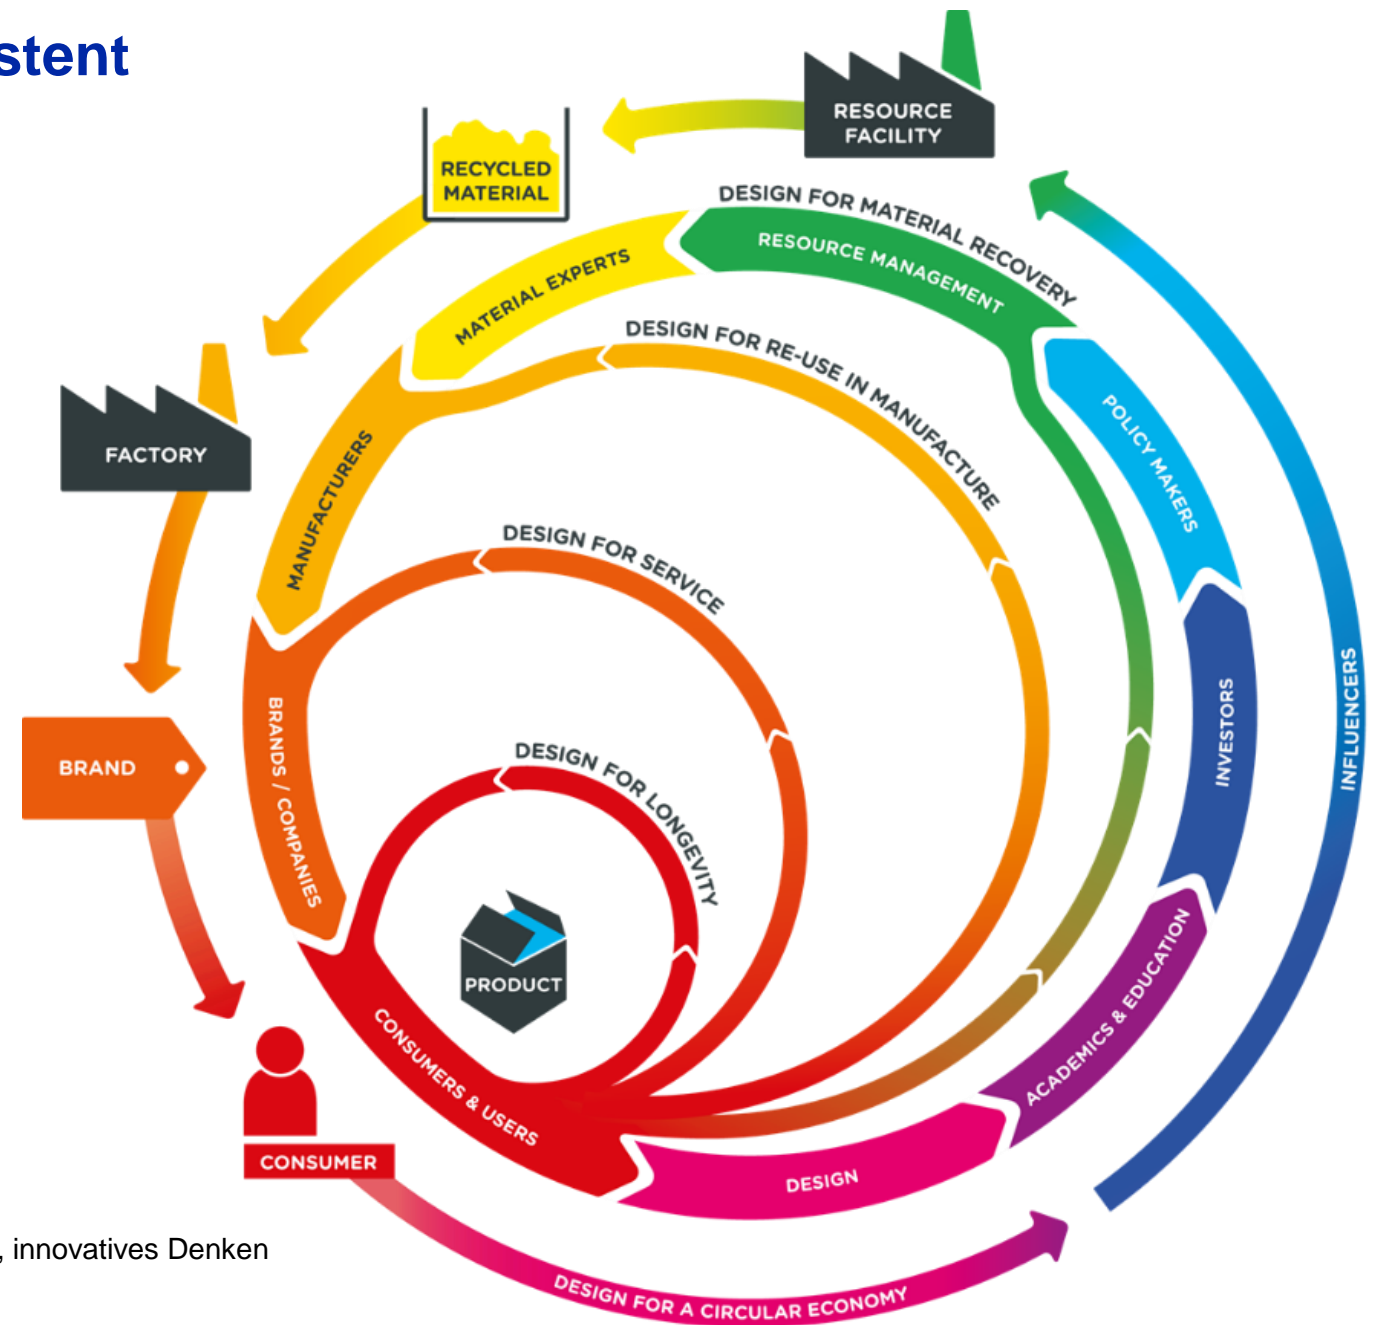 stent
RESOURCE
FACILITY
RECYCLED
MATERIAL
DESIGN FOR MATERIAL RECOVERY
RESOURCE MANAGEMENT
MATERIAL EXPERTS
DESIGN FOR RE-USE IN MANUFACTURE
POLICY MAKERS
FACTORY
MANUFACTURERS
DESIGN FOR SERVICE
INVESTORS
INFLUENCERS
BRAND
BRANDS / COMPANIES
DESIGN FOR LONGEVITY
PRODUCT
ACADEMICS & EDUCATION
CONSUMERS & USERS
CONSUMER
DESIGN
, innovatives Denken
DESIGN FOR A CIRCULAR ECONOMY